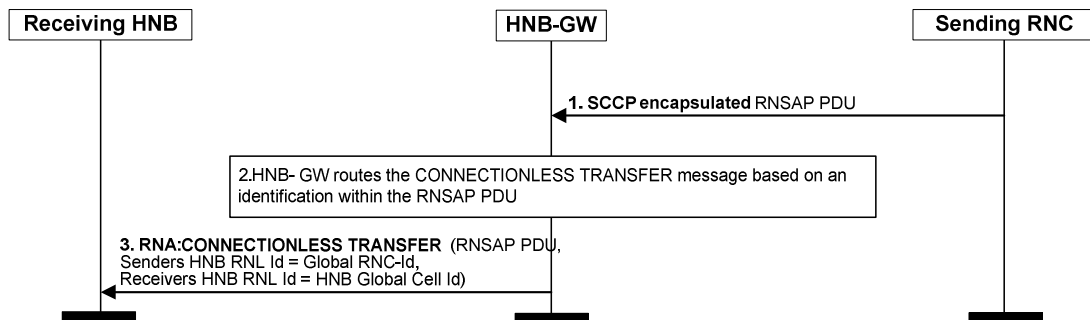 Receiving HNB
HNB-GW
Sending RNC
1. SCCP encapsulated RNSAP PDU
2.HNB- GW routes the CONNECTIONLESS TRANSFER message based on an
identification within the RNSAP PDU
3. RNA:CONNECTIONLESS TRANSFER (RNSAP PDU,
Senders HNB RNL Id = Global RNC-Id,
Receivers HNB RNL Id = HNB Global Cell Id)